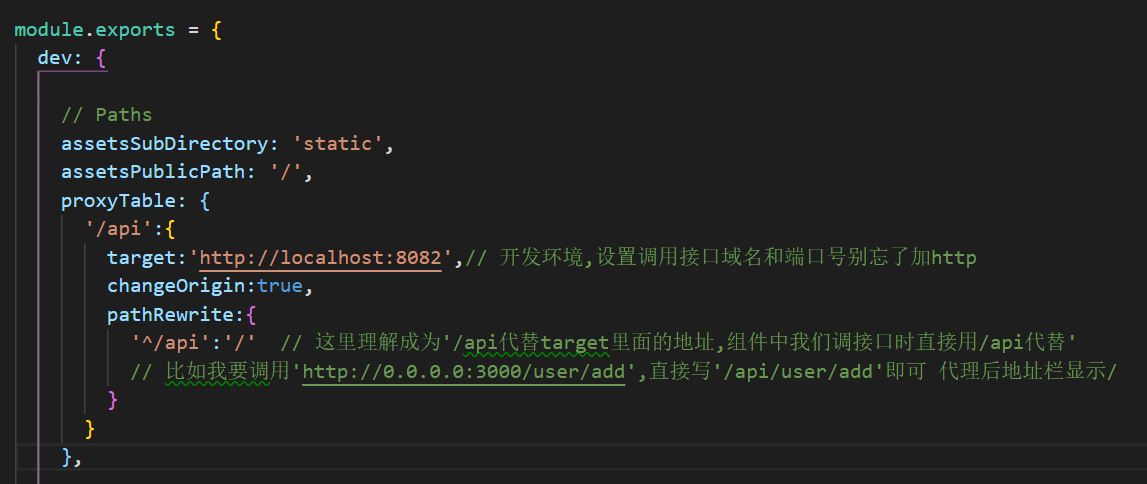 module.exports = {
dev: {
// Paths
assetsSubDirectory: 'static',
assetsPublicPath: '/',
proxyTable: {
'/api':{
target:'http://localhost:8082',// 开发环境,设置调用接口域名和端口号别忘了加http
changeOrigin:true,
pathRewrite:{
'^/api':'/'  // 这里理解成为'/api代替target里面的地址,组件中我们调接口时直接用/api代替'
// 比如我要调用'http://0.0.0.0:3000/user/add',直接写'/api/user/add'即可 代理后地址栏显示/
}
}
},